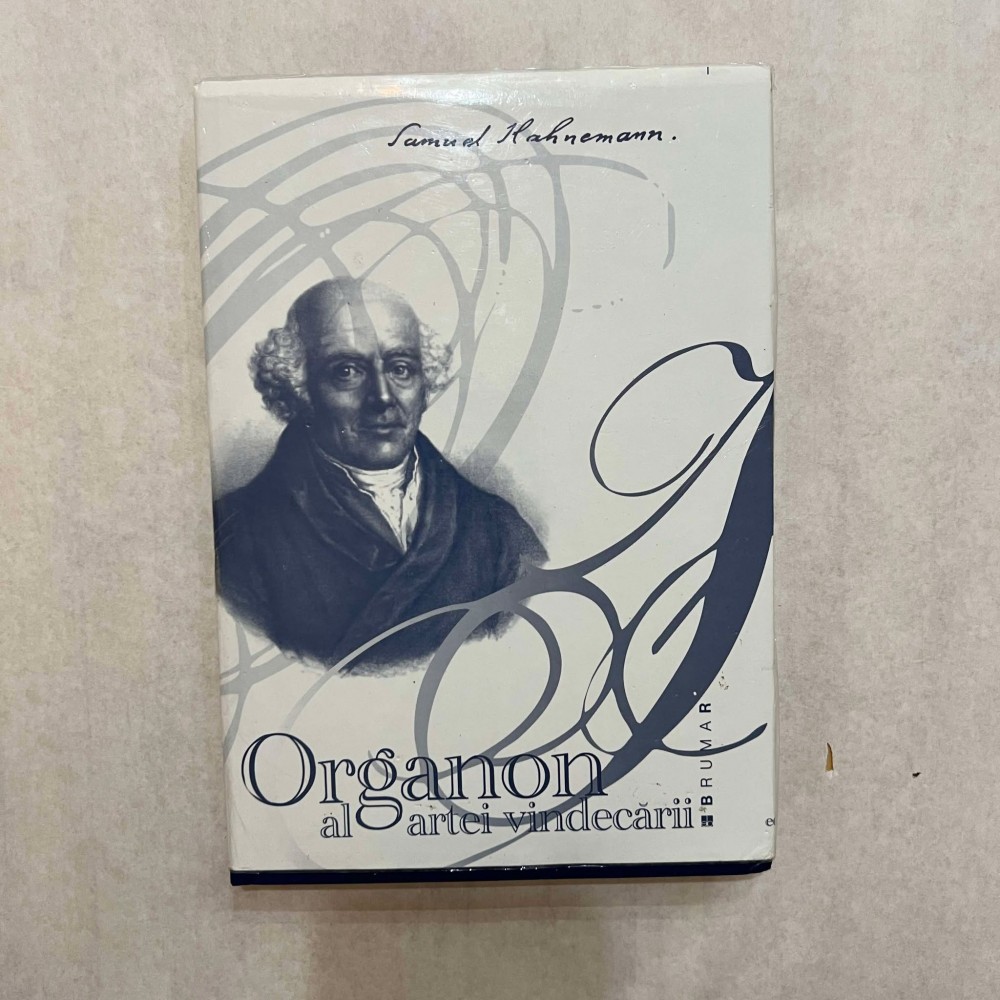 Samuel Hahnemann.
Organon
al artei vindecării
BRUMAR